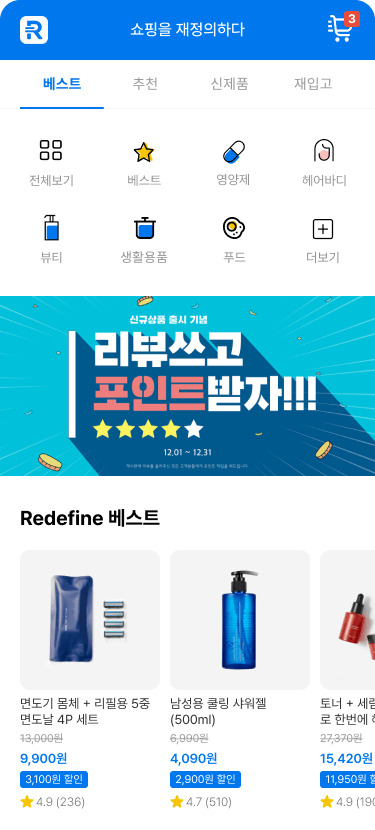 R
쇼핑을 재정의하다
3
베스트 추천 신제품 재입고
전체보기 베스트 영양제 헤어바디
뷰티 생활용품 푸드 더보기
신규상품 출시 기념
리뷰쓰고
포인트받자!!!
12.01 ~ 12.31
Redefine 베스트
면도기 몸체 + 리필용 5중
면도날 4P 세트
13,000원
9,900원
3,100원 할인
4.9 (236)
남성용 쿨링 샤워젤
(500ml)
6,990원
4,090원
2,900원 할인
4.7 (510)
토너 +
로 한번에
27,370원
15,420원
11,950원
4.9